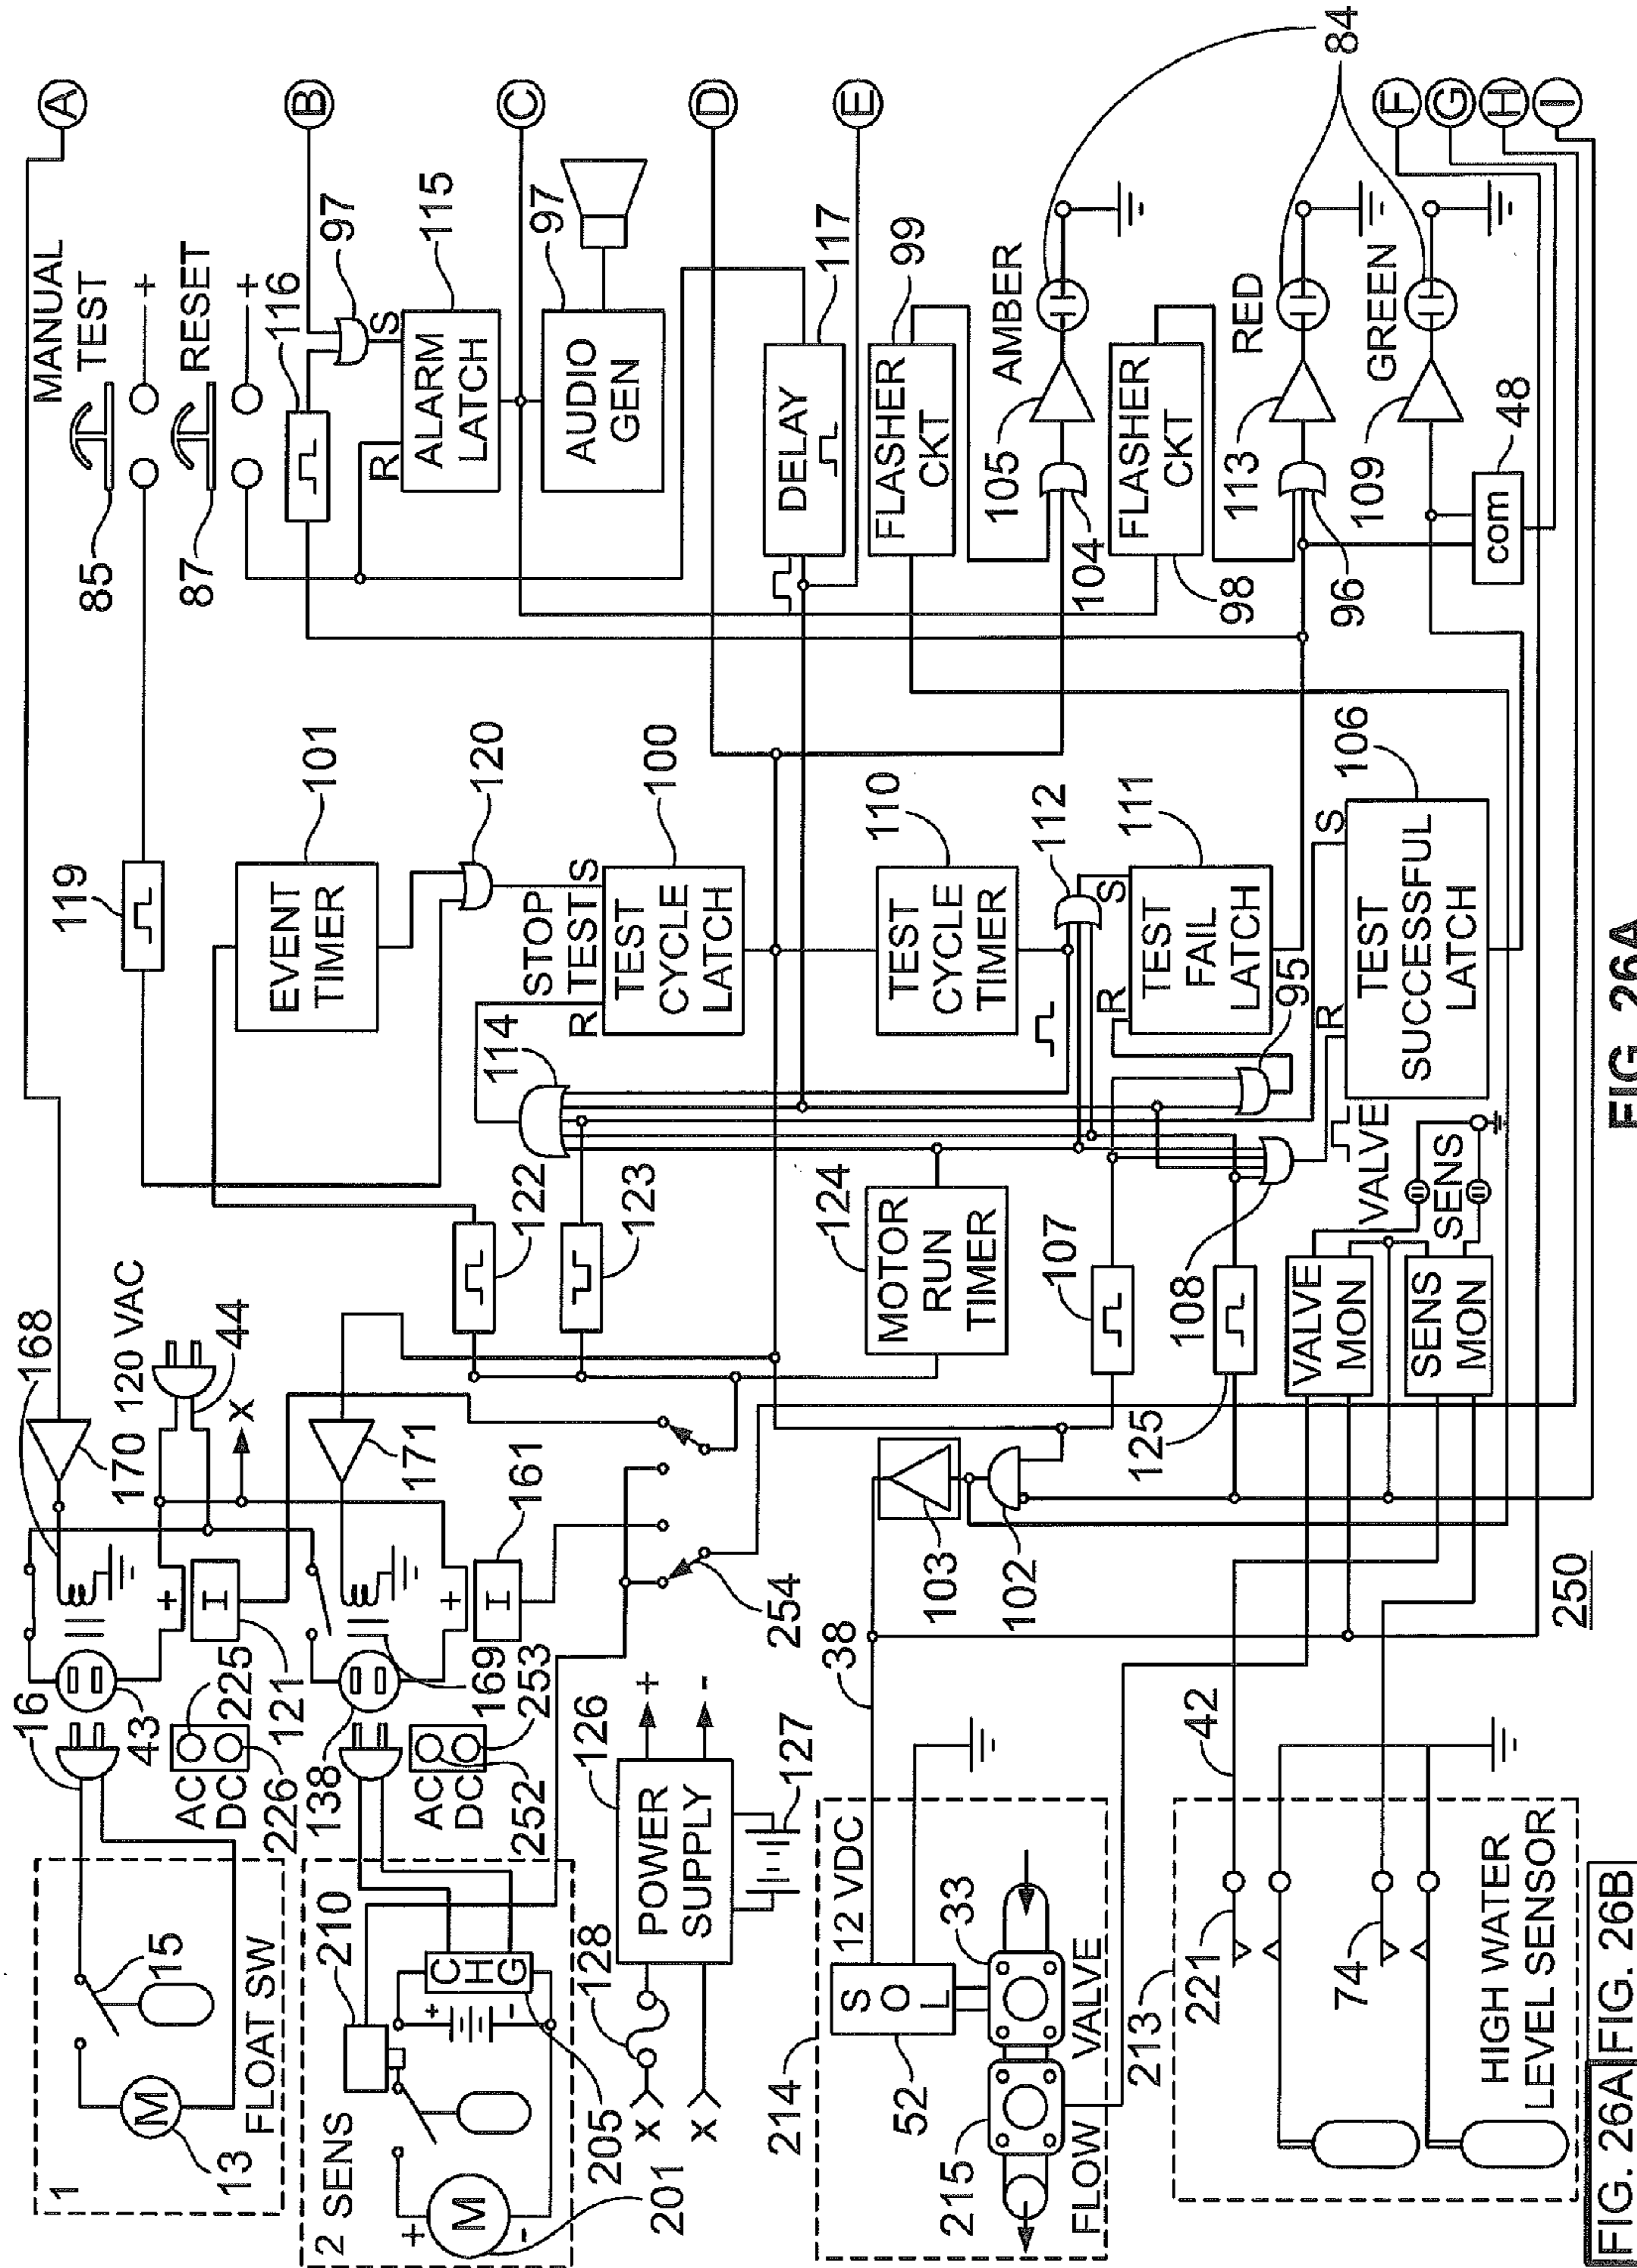 MANUAL
TEST
+
RESET
+
A
B
C
D
E
F
G
H
I
85
87
116
97
S
R
ALARM
LATCH
115
AUDIO
GEN
97
DELAY
117
FLASHER
CKT
99
AMBER
105
104
84
FLASHER
CKT
98
RED
113
96
GREEN
109
com
48
119
EVENT
TIMER
101
120
STOP
TEST
S
R
TEST
CYCLE
LATCH
100
114
TEST
CYCLE
TIMER
110
112
S
R
TEST
FAIL
LATCH
111
95
S
R
TEST
SUCCESSFUL
LATCH
106
122
123
124
MOTOR
RUN
TIMER
107
108
125
VALVE
MON
SENS
MON
VALVE
SENS
168
170
120 VAC
44
X
171
161
I
+
I
+
254
103
102
16
43
AC
DC
225
226
121
138
169
AC
DC
252
253
1
13
M
15
FLOAT SW
2 SENS
210
+
-
M
201
CHG
+
-
205
X
X
128
POWER
SUPPLY
126
+
-
127
214
12 VDC
SOL
52
33
215
FLOW VALVE
38
42
213
221
74
HIGH WATER
LEVEL SENSOR
250
FIG. 26A
FIG. 26A
FIG. 26B